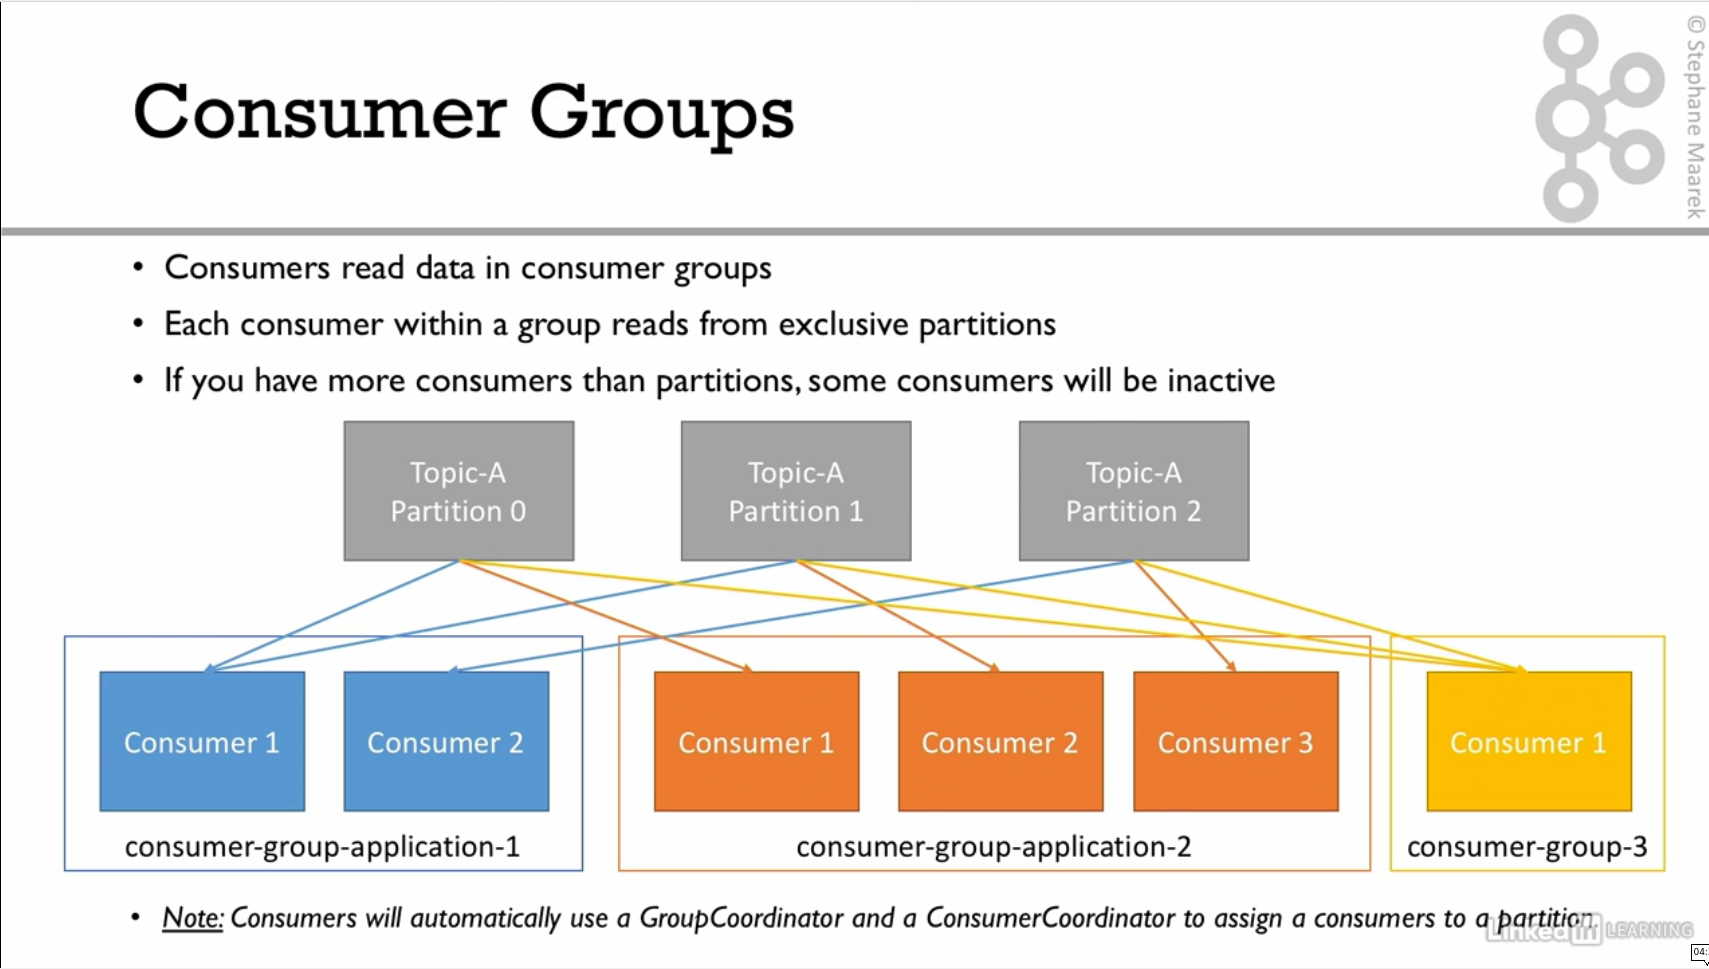 © Stephane Maarek
Consumer Groups
• Consumers read data in consumer groups
• Each consumer within a group reads from exclusive partitions
• If you have more consumers than partitions, some consumers will be inactive
Topic-A
Partition 0
Topic-A
Partition 1
Topic-A
Partition 2
Consumer 1
Consumer 2
consumer-group-application-1
Consumer 1
Consumer 2
Consumer 3
consumer-group-application-2
Consumer 1
consumer-group-3
• Note: Consumers will automatically use a GroupCoordinator and a ConsumerCoordinator to assign a consumers to a partition
Linked in LEARNING